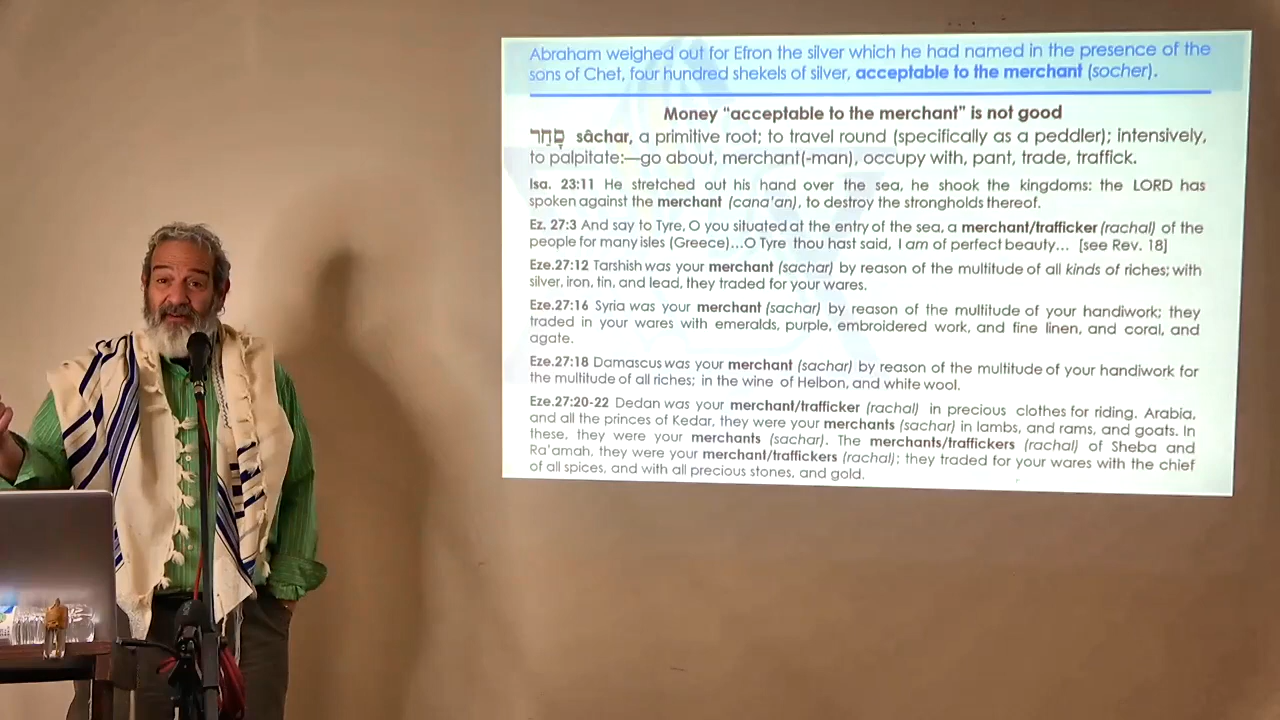 Abraham weighed out for Efron the silver which he had named in the presence of the
sons of Chet, four hundred shekels of silver, acceptable to the merchant (socher).
Money “acceptable to the merchant” is not good
סָחַר sâchar, a primitive root; to travel round (specifically as a peddler); intensively,
to palpitate:—go about, merchant(-man), occupy with, pant, trade, traffick.
Isa. 23:11 He stretched out his hand over the sea, he shook the kingdoms: the LORD has
spoken against the merchant (cana’an), to destroy the strongholds thereof.
Ez. 27:3 And say to Tyre, O you situated at the entry of the sea, a merchant/trafficker (rachal) of the
people for many isles (Greece)…O Tyre thou hast said, I am of perfect beauty… [see Rev. 18]
Eze.27:12 Tarshish was your merchant (sachar) by reason of the multitude of all kinds of riches; with
silver, iron, tin, and lead, they traded for your wares.
Eze.27:16 Syria was your merchant (sachar) by reason of the multitude of your handiwork; they
traded in your wares with emeralds, purple, embroidered work, and fine linen, and coral, and
agate.
Eze.27:18 Damascus was your merchant (sachar) by reason of the multitude of your handiwork for
the multitude of all riches; in the wine of Helbon, and white wool.
Eze.27:20-22 Dedan was your merchant/trafficker (rachal) in precious clothes for riding. Arabia,
and all the princes of Kedar, they were your merchants (sachar) in lambs, and rams, and goats. In
these, they were your merchants (sachar). The merchants/traffickers (rachal) of Sheba and
Ra’amah, they were your merchant/traffickers (rachal); they traded for your wares with the chief
of all spices, and with all precious stones, and gold.